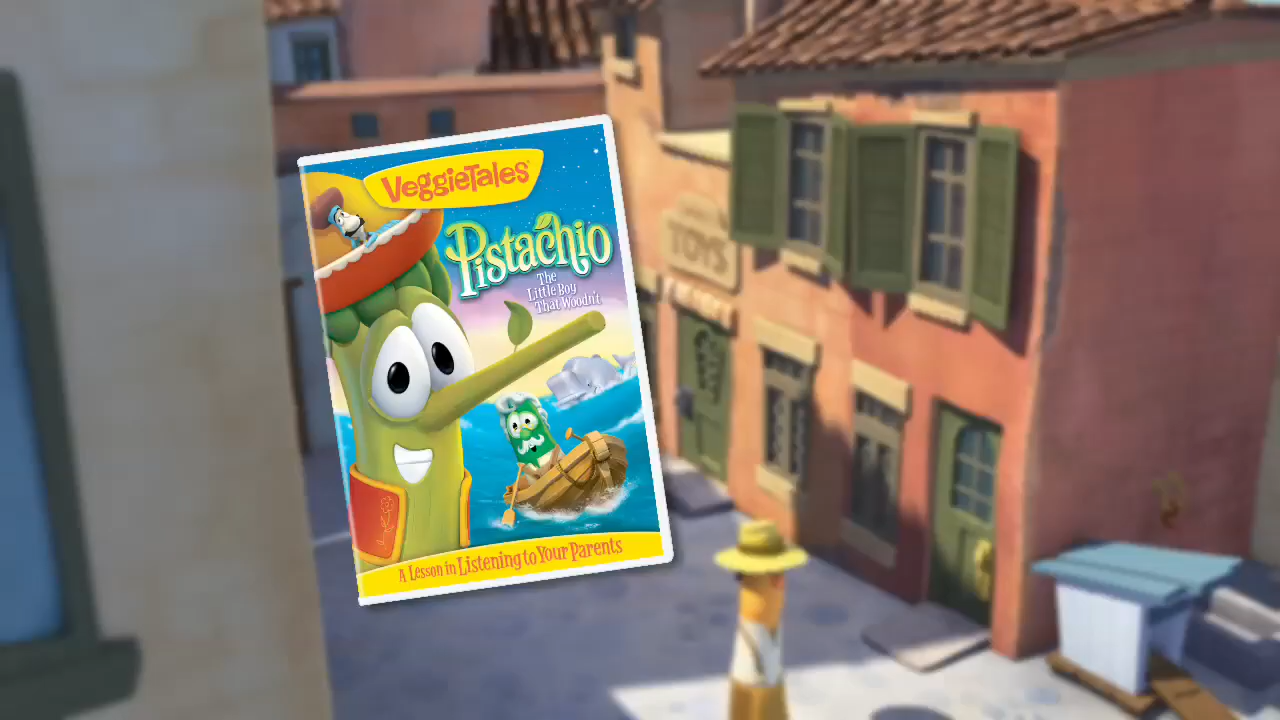 VeggieTales
Pistachio
The
Little Boy
That Woodn't
A Lesson in Listening to Your Parents
TOYS